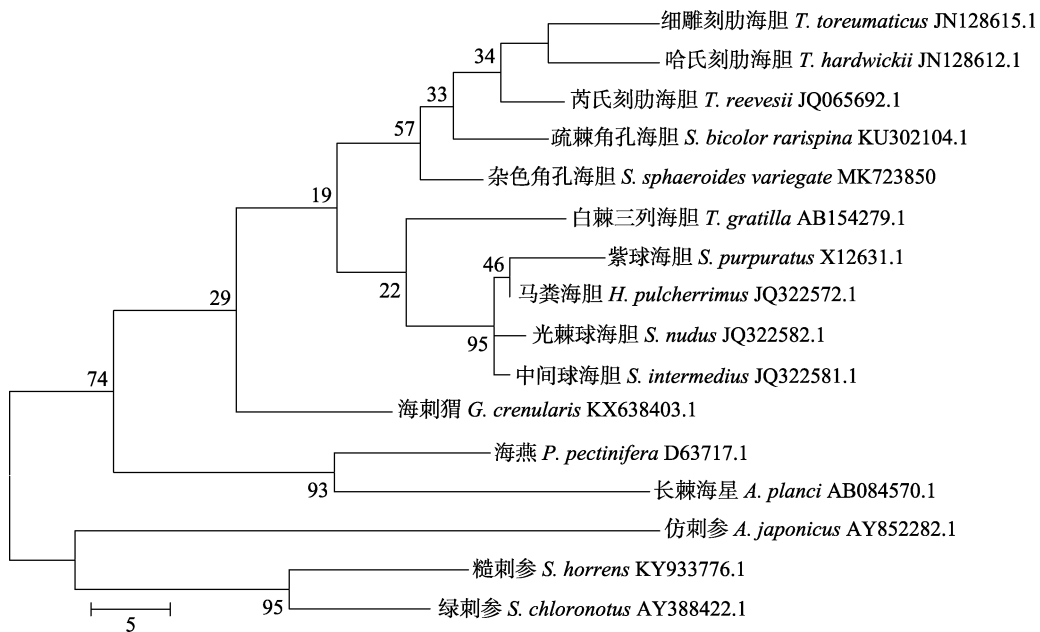 细雕刻肋海胆 T. toreumaticus JN128615.1
34
哈氏刻肋海胆 T. hardwickii JN128612.1
33
芮氏刻肋海胆 T. reevesii JQ065692.1
57
疏棘角孔海胆 S. bicolor rarispina KU302104.1
杂色角孔海胆 S. sphaeroides variegate MK723850
19
白棘三列海胆 T. gratilla AB154279.1
46
紫球海胆 S. purpuratus X12631.1
29
22
马粪海胆 H. pulcherrimus JQ322572.1
光棘球海胆 S. nudus JQ322582.1
95
74
中间球海胆 S. intermedius JQ322581.1
海刺猬 G. crenularis KX638403.1
海燕 P. pectinifera D63717.1
93
长棘海星 A. planci AB084570.1
仿刺参 A. japonicus AY852282.1
糙刺参 S. horrens KY933776.1
95
绿刺参 S. chloronotus AY388422.1
5